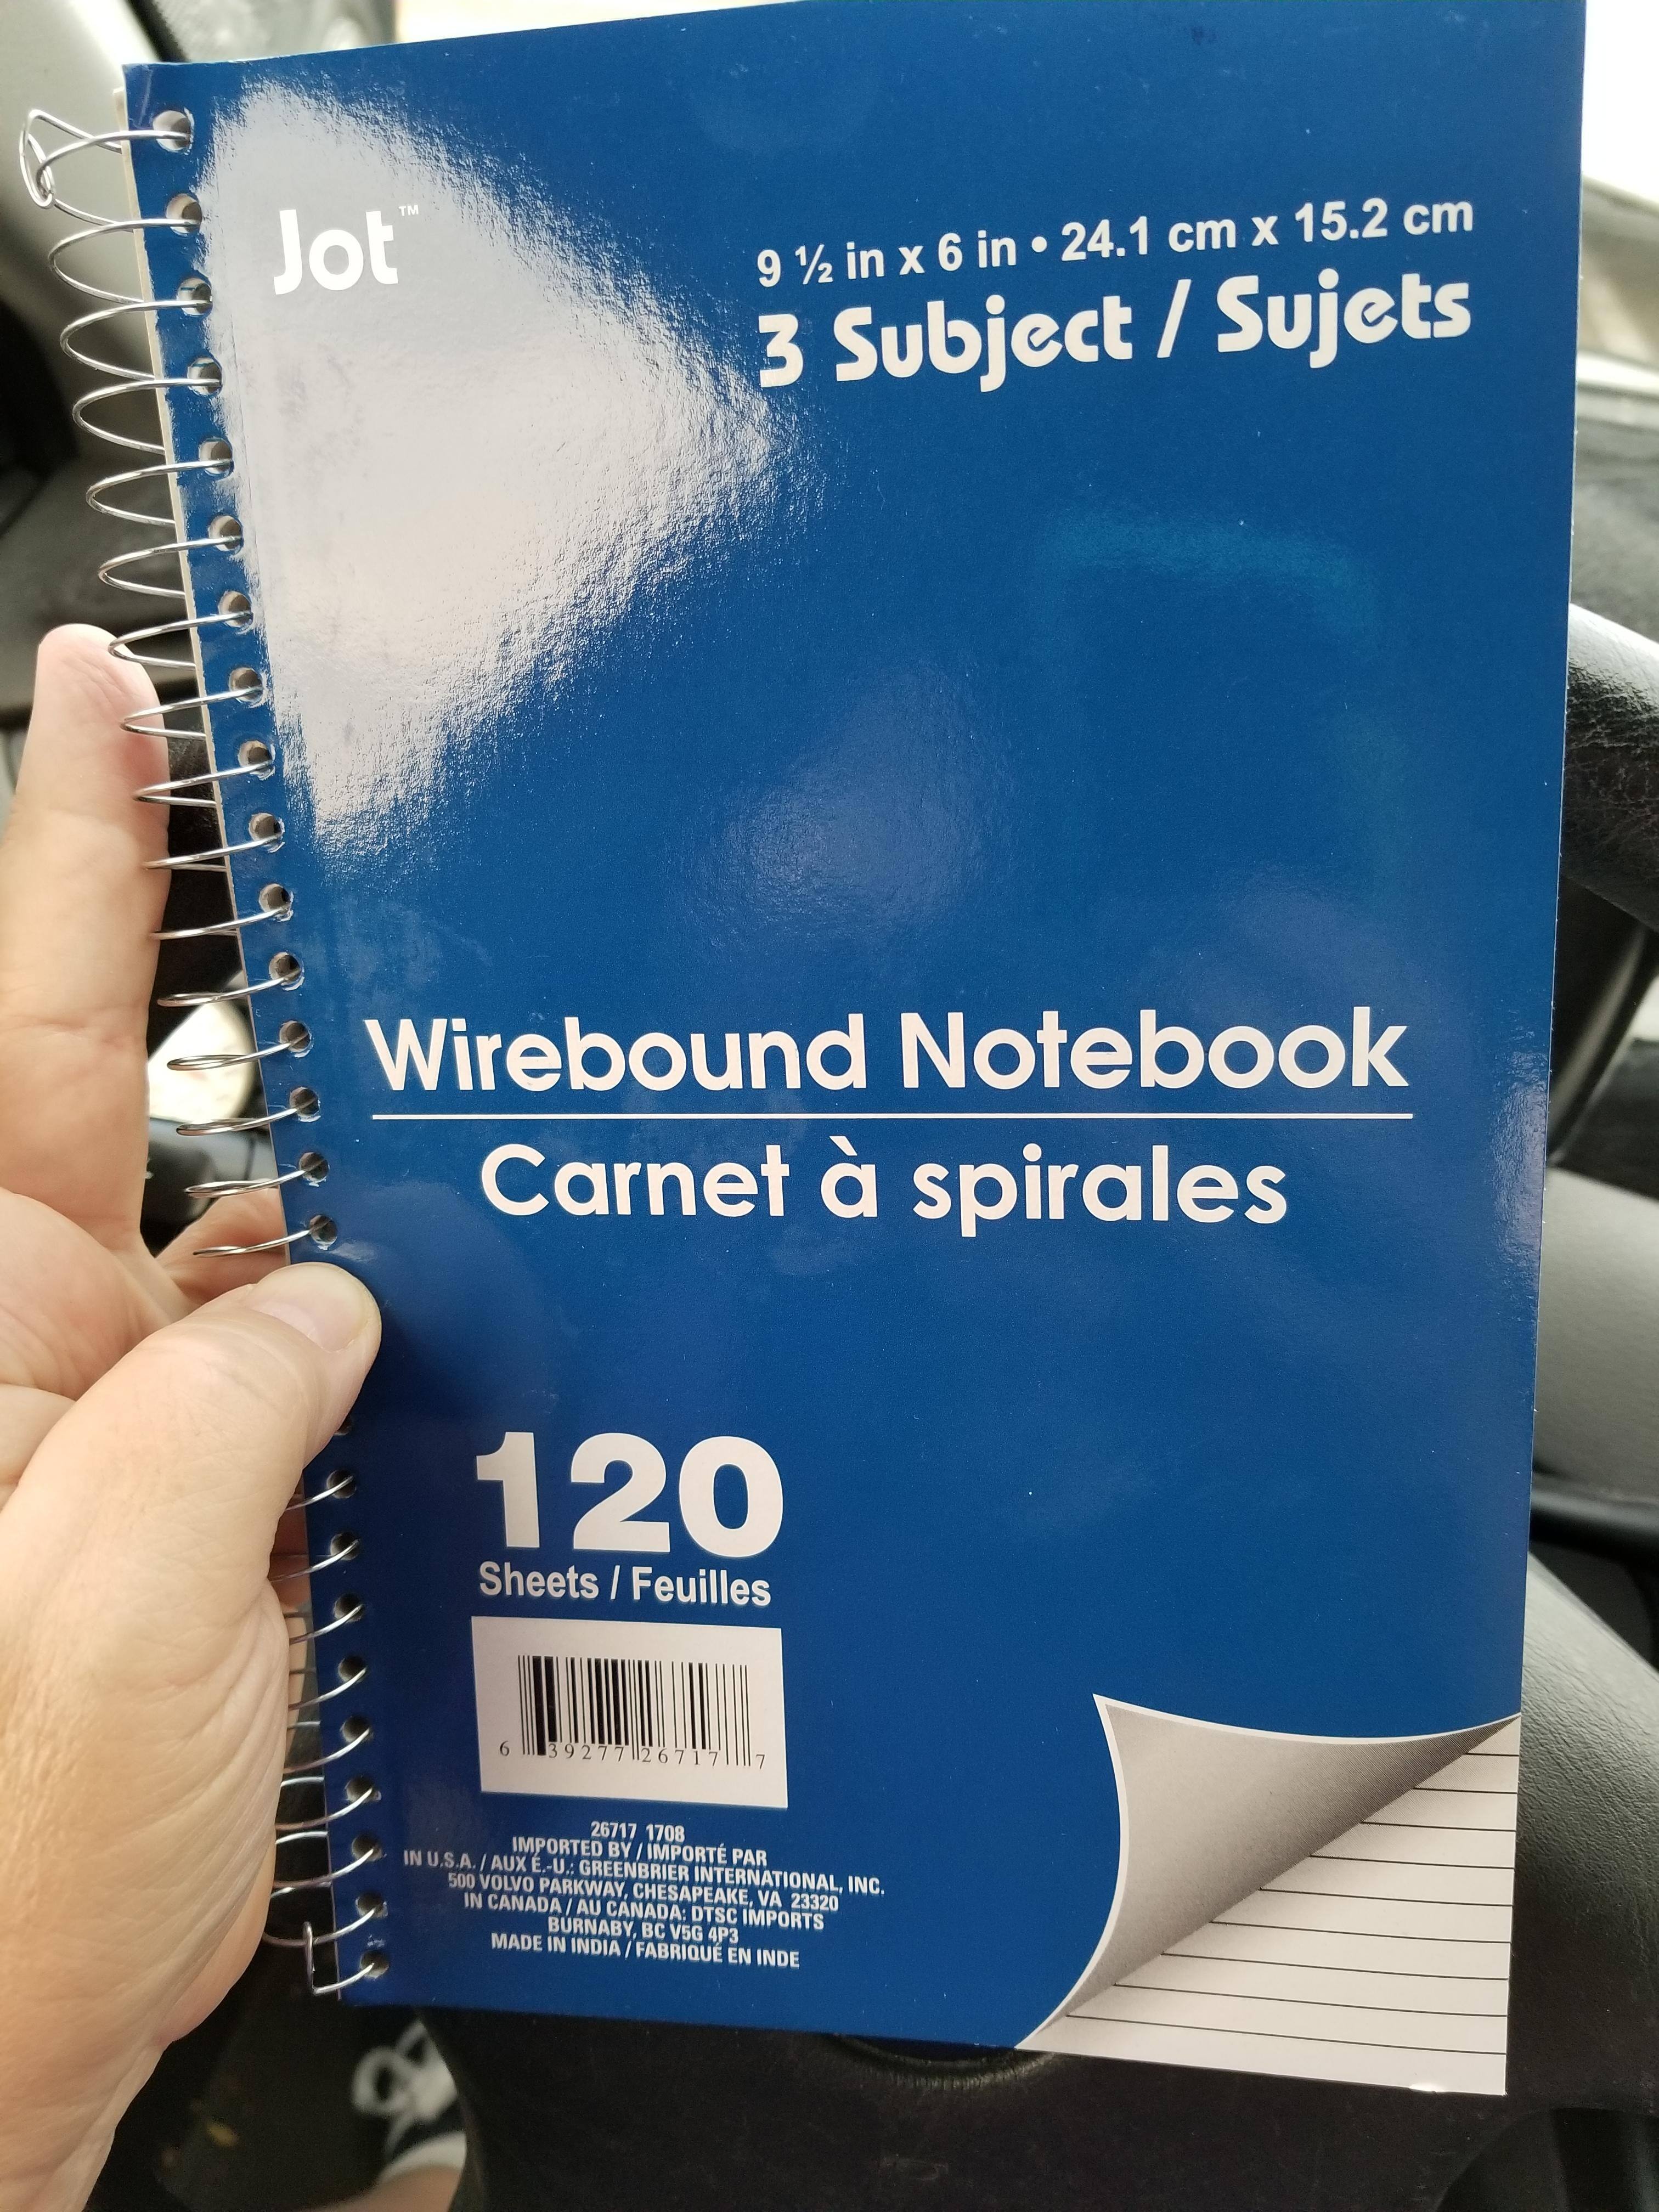 Jot™
9 ½ in x 6 in • 24.1 cm x 15.2 cm
3 Subject / Sujets
Wirebound Notebook
Carnet à spirales
120
Sheets / Feuilles
6 39277 26717 7
26717 1708
IMPORTED BY / IMPORTÉ PAR
IN U.S.A. / AUX É.-U.: GREENBRIER INTERNATIONAL, INC.
500 VOLVO PARKWAY, CHESAPEAKE, VA 23320
IN CANADA / AU CANADA: DTSC IMPORTS
BURNABY, BC V5G 4P3
MADE IN INDIA / FABRIQUÉ EN INDE